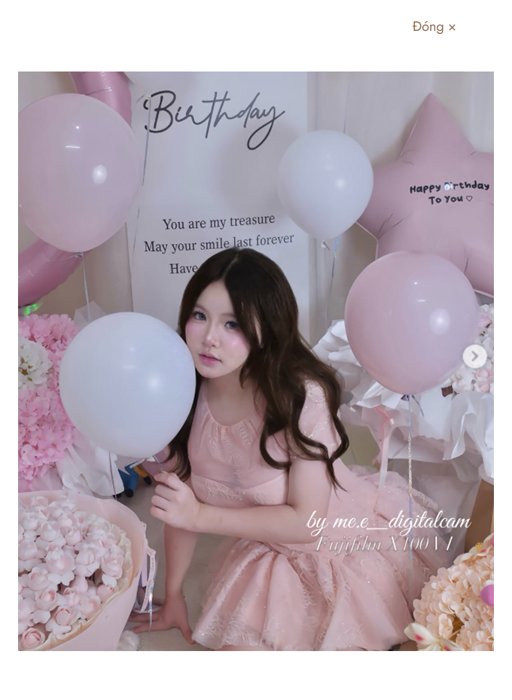 Đóng ×
Birthday
You are my treasure
May your smile last forever
Have
Happy Birthday
To You ♡
by me.e__digitalcam
Fujifilm X100VI